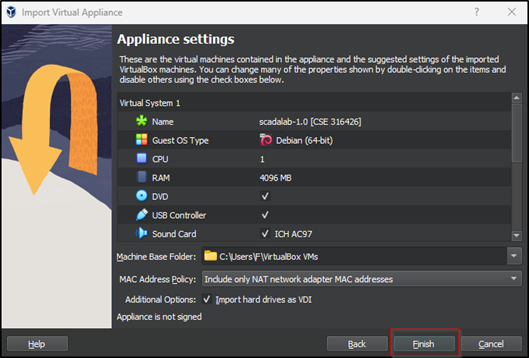 Import Virtual Appliance
Appliance settings
These are the virtual machines contained in the appliance and the suggested settings of the imported
VirtualBox machines. You can change many of the properties shown by double-clicking on the items and
disable others using the check boxes below.
Virtual System 1
Name scadalab-1.0 [CSE 316426]
Guest OS Type Debian (64-bit)
CPU 1
RAM 4096 MB
DVD
USB Controller
Sound Card ICH AC97
Machine Base Folder: C:\Users\F\VirtualBox VMs
MAC Address Policy: Include only NAT network adapter MAC addresses
Additional Options: Import hard drives as VDI
Appliance is not signed
Help Back Finish Cancel